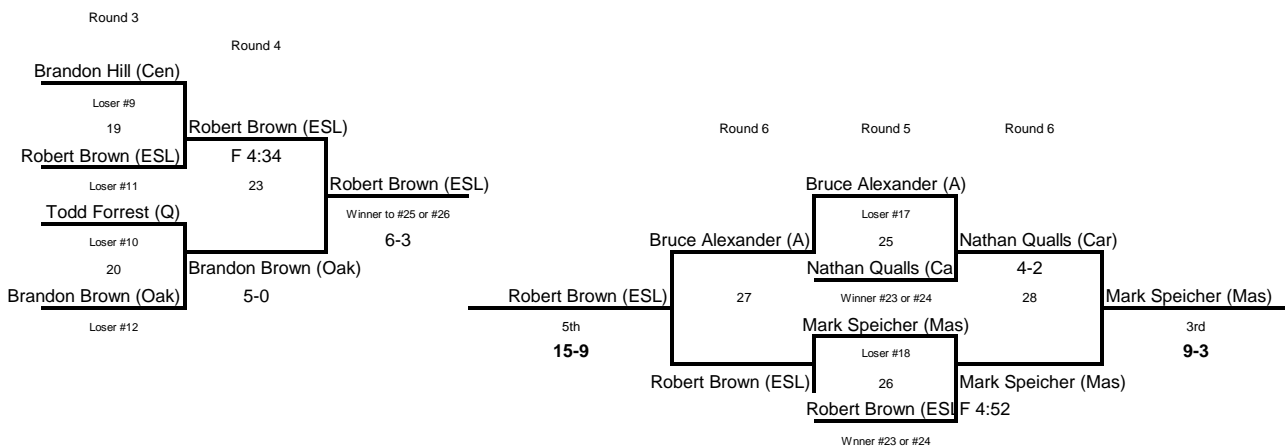 Round 3
Round 4
Brandon Hill (Cen)
Loser #9
19
Robert Brown (ESL)
Robert Brown (ESL)
F 4:34
Loser #11
23
Robert Brown (ESL)
Todd Forrest (Q)
Winner to #25 or #26
Loser #10
6-3
20
Brandon Brown (Oak)
Brandon Brown (Oak)
5-0
Loser #12
Round 6
Round 5
Round 6
Bruce Alexander (A)
Loser #17
Bruce Alexander (A)
25
Nathan Qualls (Car)
Nathan Qualls (Ca
4-2
Robert Brown (ESL)
27
Winner #23 or #24
28
Mark Speicher (Mas)
5th
Mark Speicher (Mas)
3rd
15-9
Loser #18
9-3
Robert Brown (ESL)
26
Mark Speicher (Mas)
Robert Brown (ESL
F 4:52
Wnner #23 or #24